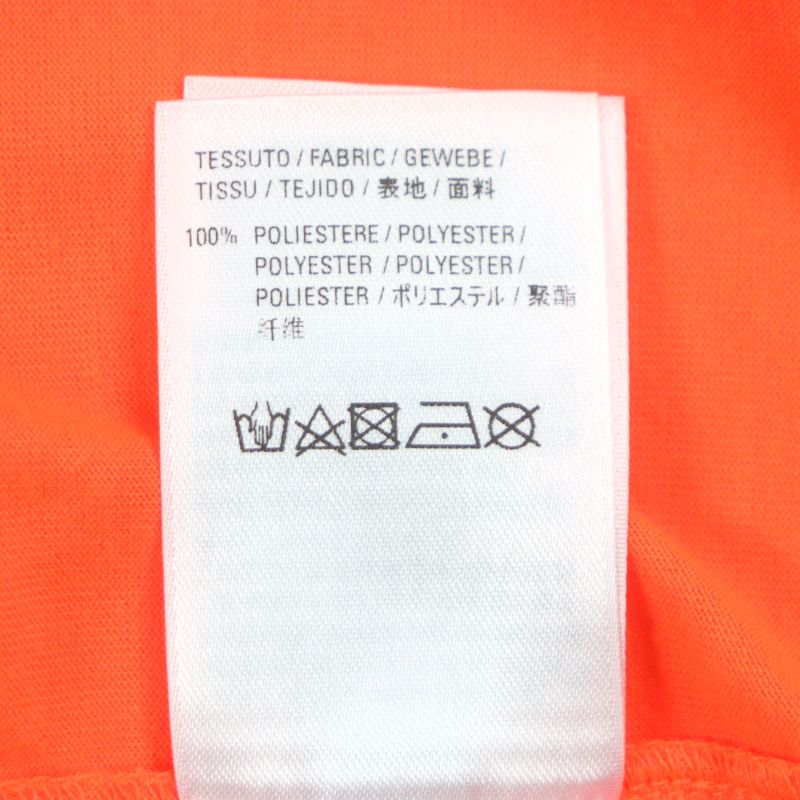 TESSUTO / FABRIC / GEWEBE /
TISSU / TEJIDO / 表地 / 面料
100% POLIESTERE / POLYESTER /
POLYESTER / POLYESTER /
POLIESTER / ポリエステル / 聚酯
纤维